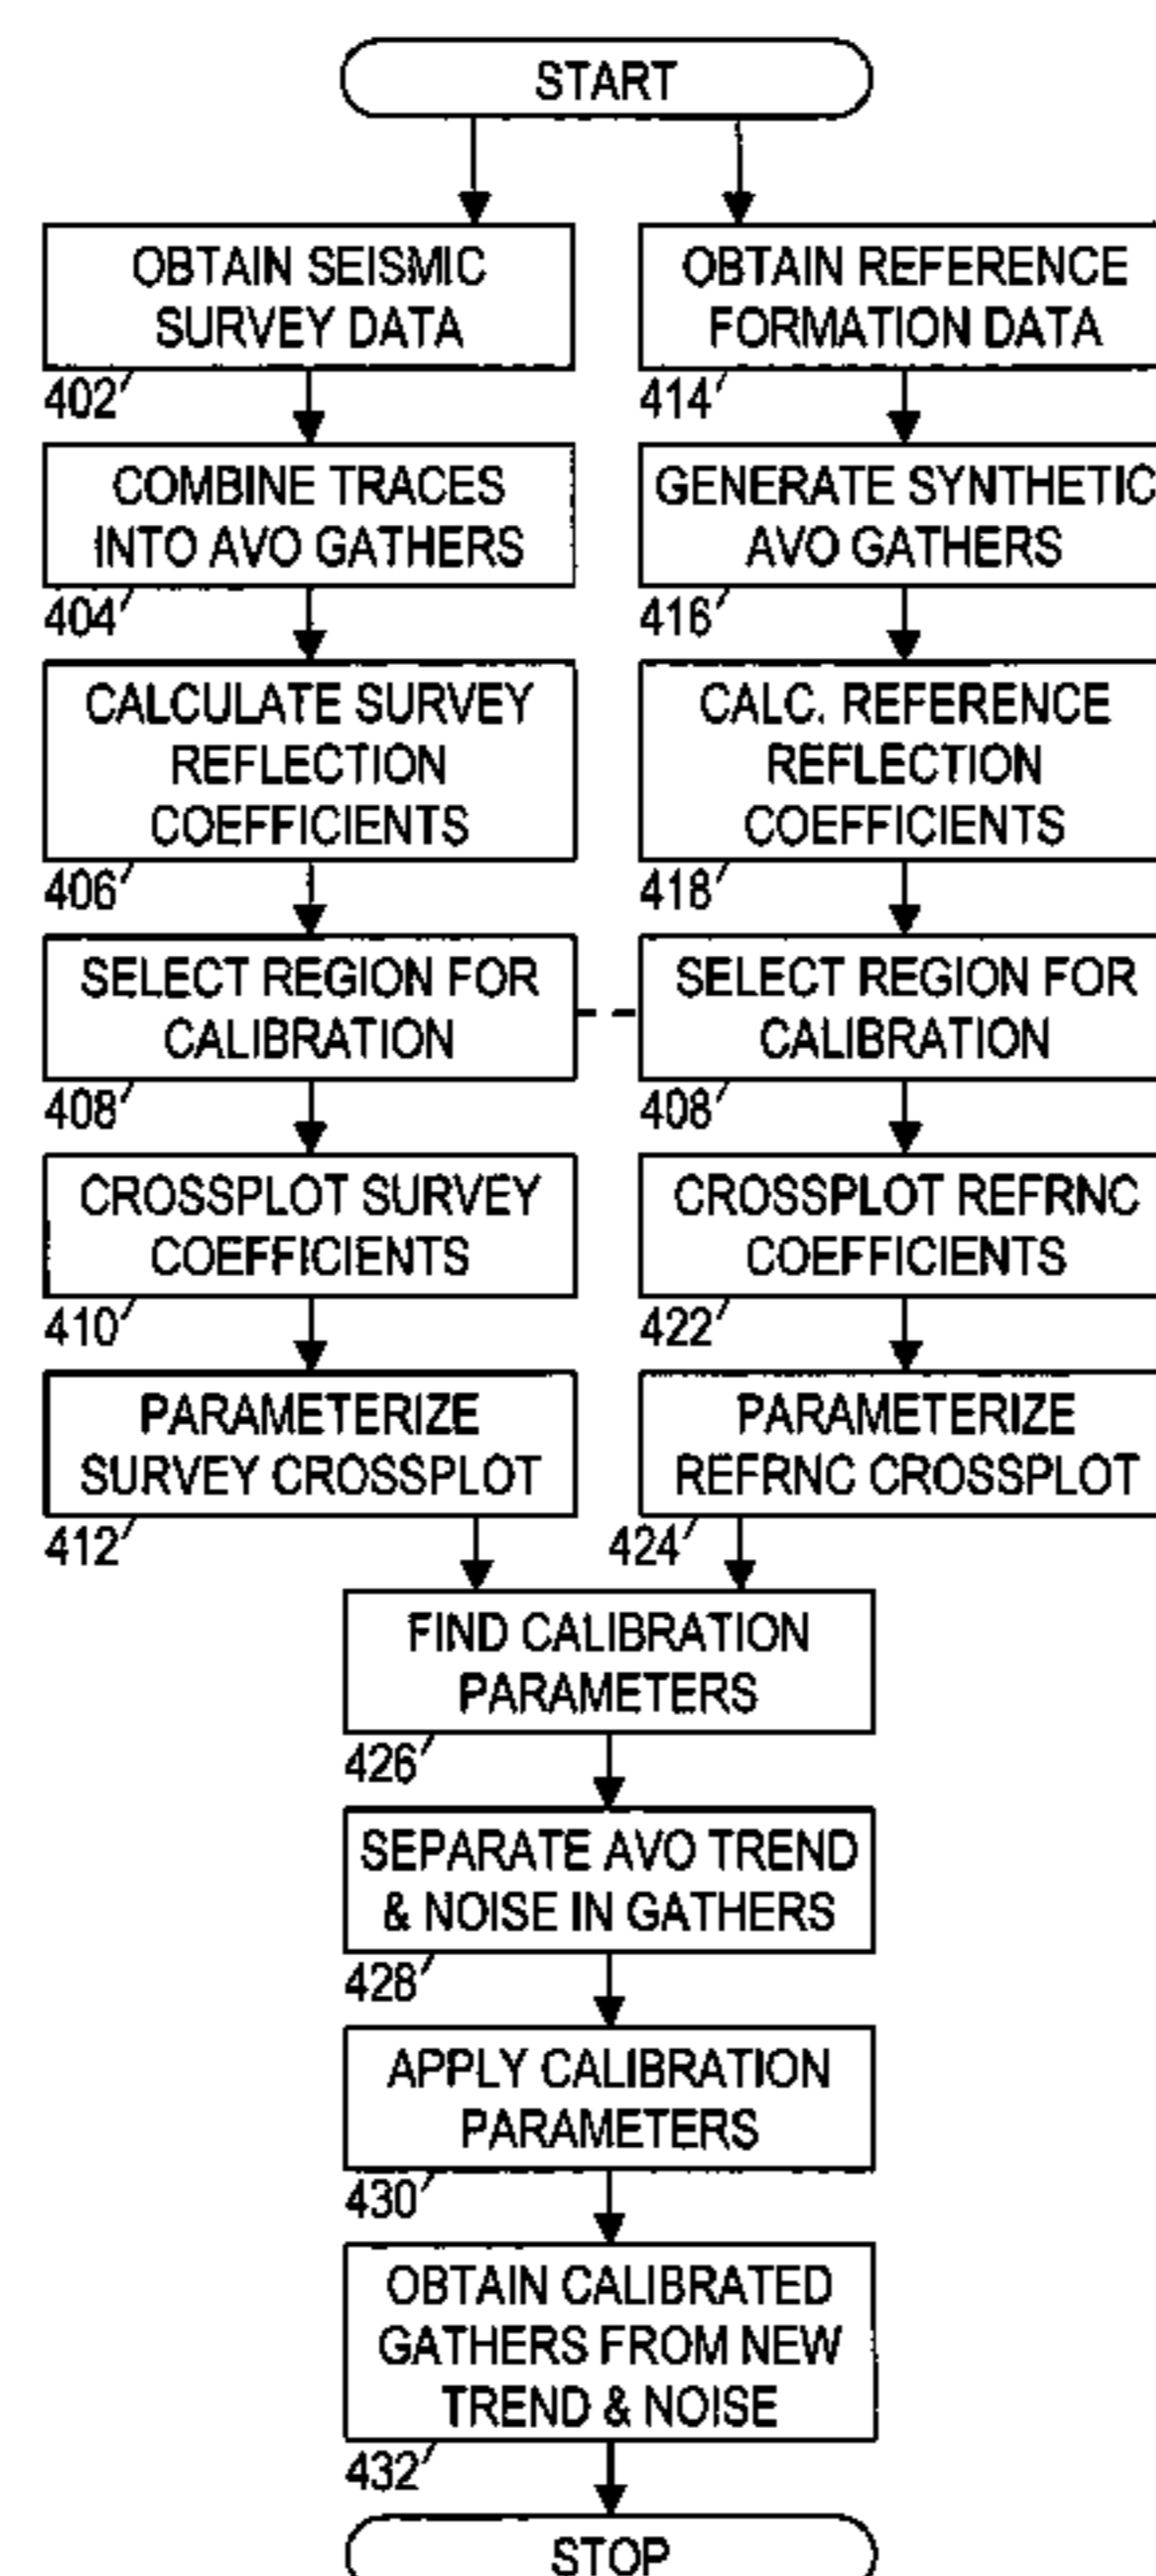 START
OBTAIN SEISMIC
SURVEY DATA
402
COMBINE TRACES
INTO AVO GATHERS
404
CALCULATE SURVEY
REFLECTION
COEFFICIENTS
406
SELECT REGION FOR
CALIBRATION
408
CROSSPLOT SURVEY
COEFFICIENTS
410
PARAMETERIZE
SURVEY CROSSPLOT
412
OBTAIN REFERENCE
FORMATION DATA
414
GENERATE SYNTHETIC
AVO GATHERS
416
CALC. REFERENCE
REFLECTION
COEFFICIENTS
418
SELECT REGION FOR
CALIBRATION
408
CROSSPLOT REFRNC
COEFFICIENTS
422
PARAMETERIZE
REFRNC CROSSPLOT
424
FIND CALIBRATION
PARAMETERS
426
SEPARATE AVO TREND
& NOISE IN GATHERS
428
APPLY CALIBRATION
PARAMETERS
430
OBTAIN CALIBRATED
GATHERS FROM NEW
TREND & NOISE
432
STOP